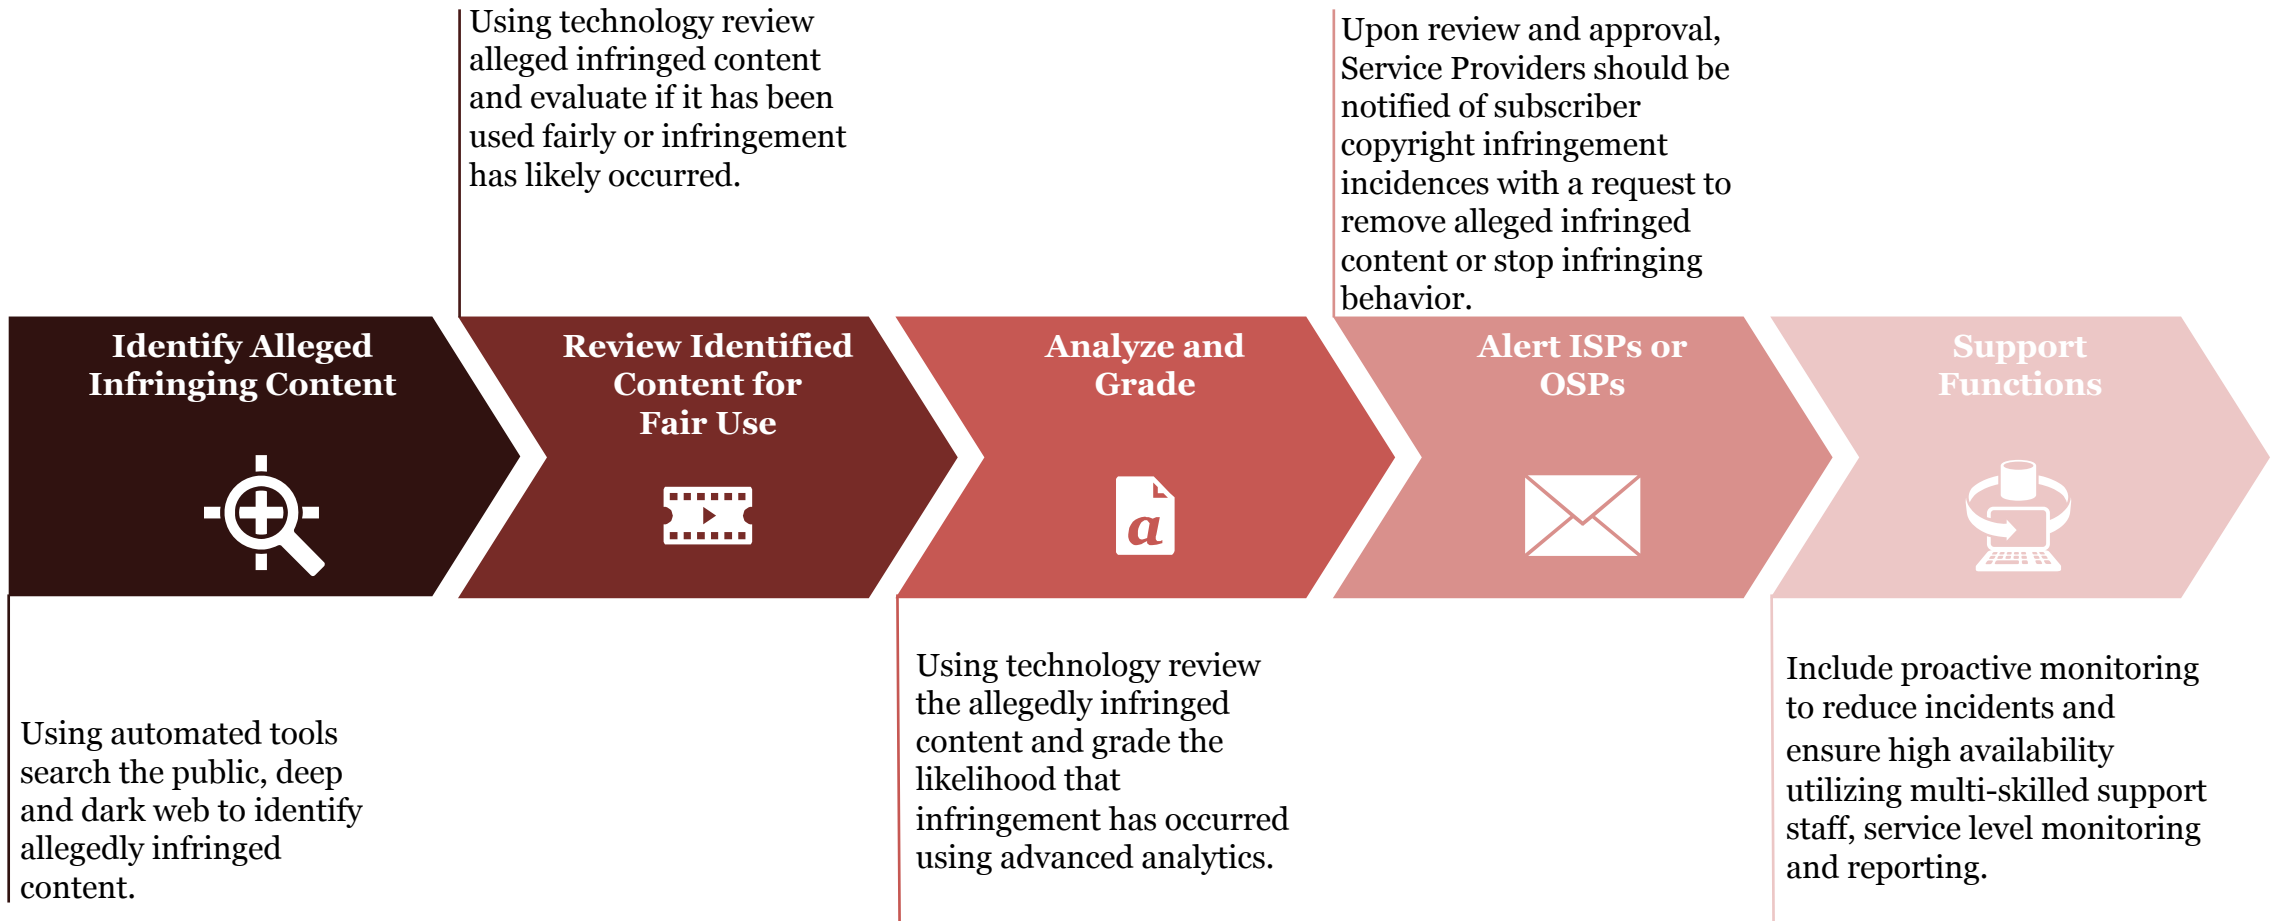 Using technology review
alleged infringed content
and evaluate if it has been
used fairly or infringement
has likely occurred.
Upon review and approval,
Service Providers should be
notified of subscriber
copyright infringement
incidences with a request to
remove alleged infringed
content or stop infringing
behavior.
Identify Alleged
Infringing Content
Review Identified
Content for
Fair Use
Analyze and
Grade
a
Alert ISPs or
OSPs
Support
Functions
Using automated tools
search the public, deep
and dark web to identify
allegedly infringed
content.
Using technology review
the allegedly infringed
content and grade the
likelihood that
infringement has occurred
using advanced analytics.
Include proactive monitoring
to reduce incidents and
ensure high availability
utilizing multi-skilled support
staff, service level monitoring
and reporting.